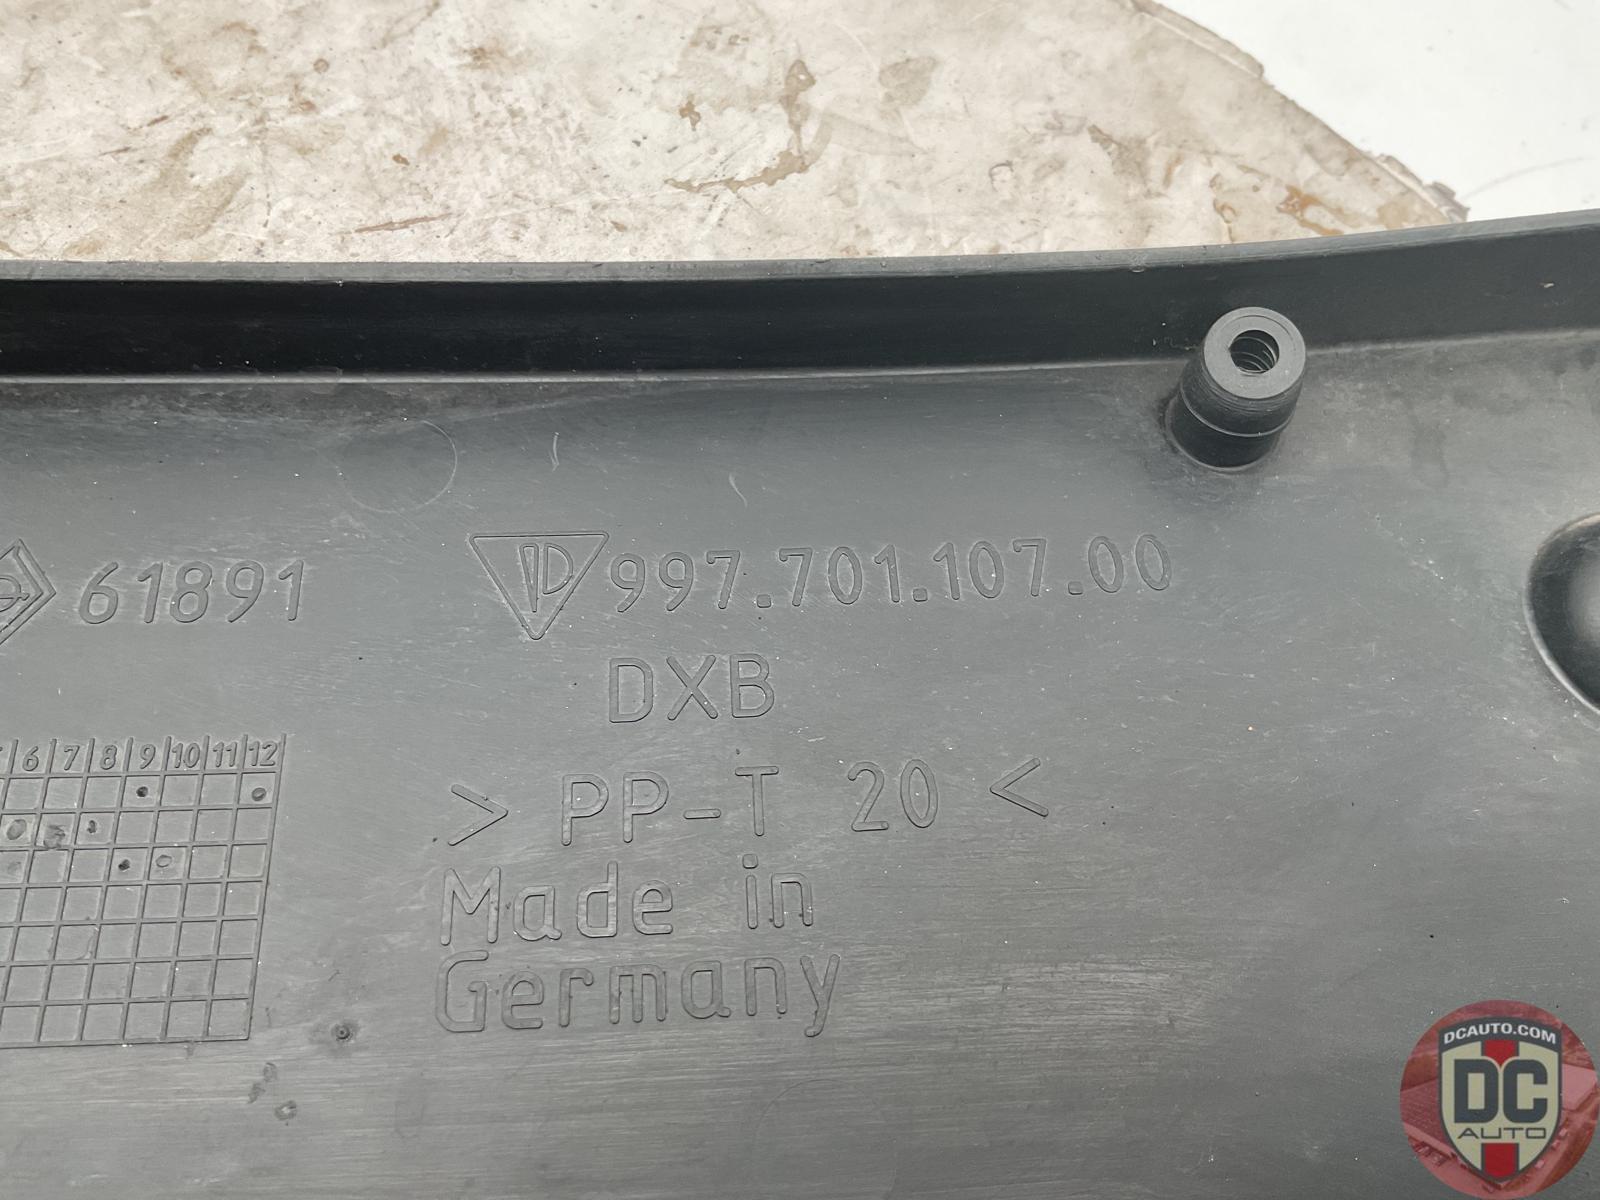 61891
997.701.107.00
DXB
6 7 8 9 10 11 12
> PP-T 20 <
Made in
Germany
DCAUTO.COM
DC
AUTO